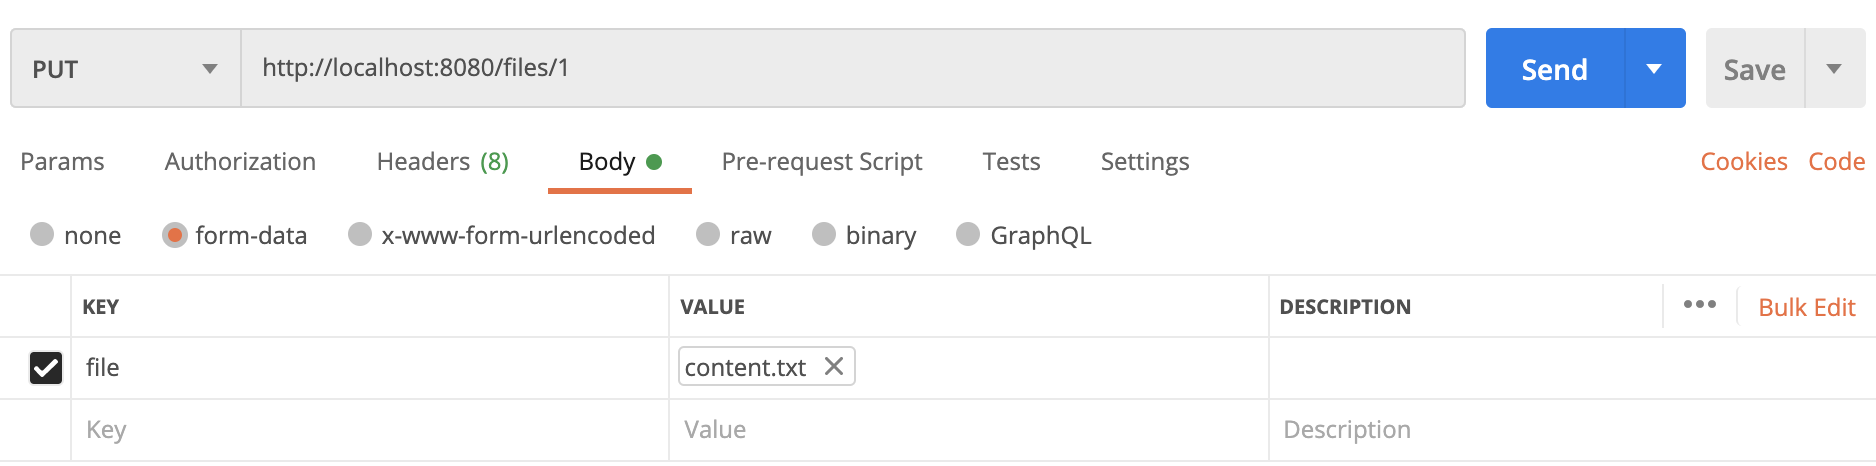 PUT http://localhost:8080/files/1 Send Save
Params Authorization Headers (8) Body Pre-request Script Tests Settings Cookies Code
none form-data x-www-form-urlencoded raw binary GraphQL
KEY VALUE DESCRIPTION ••• Bulk Edit
file content.txt
Key Value Description